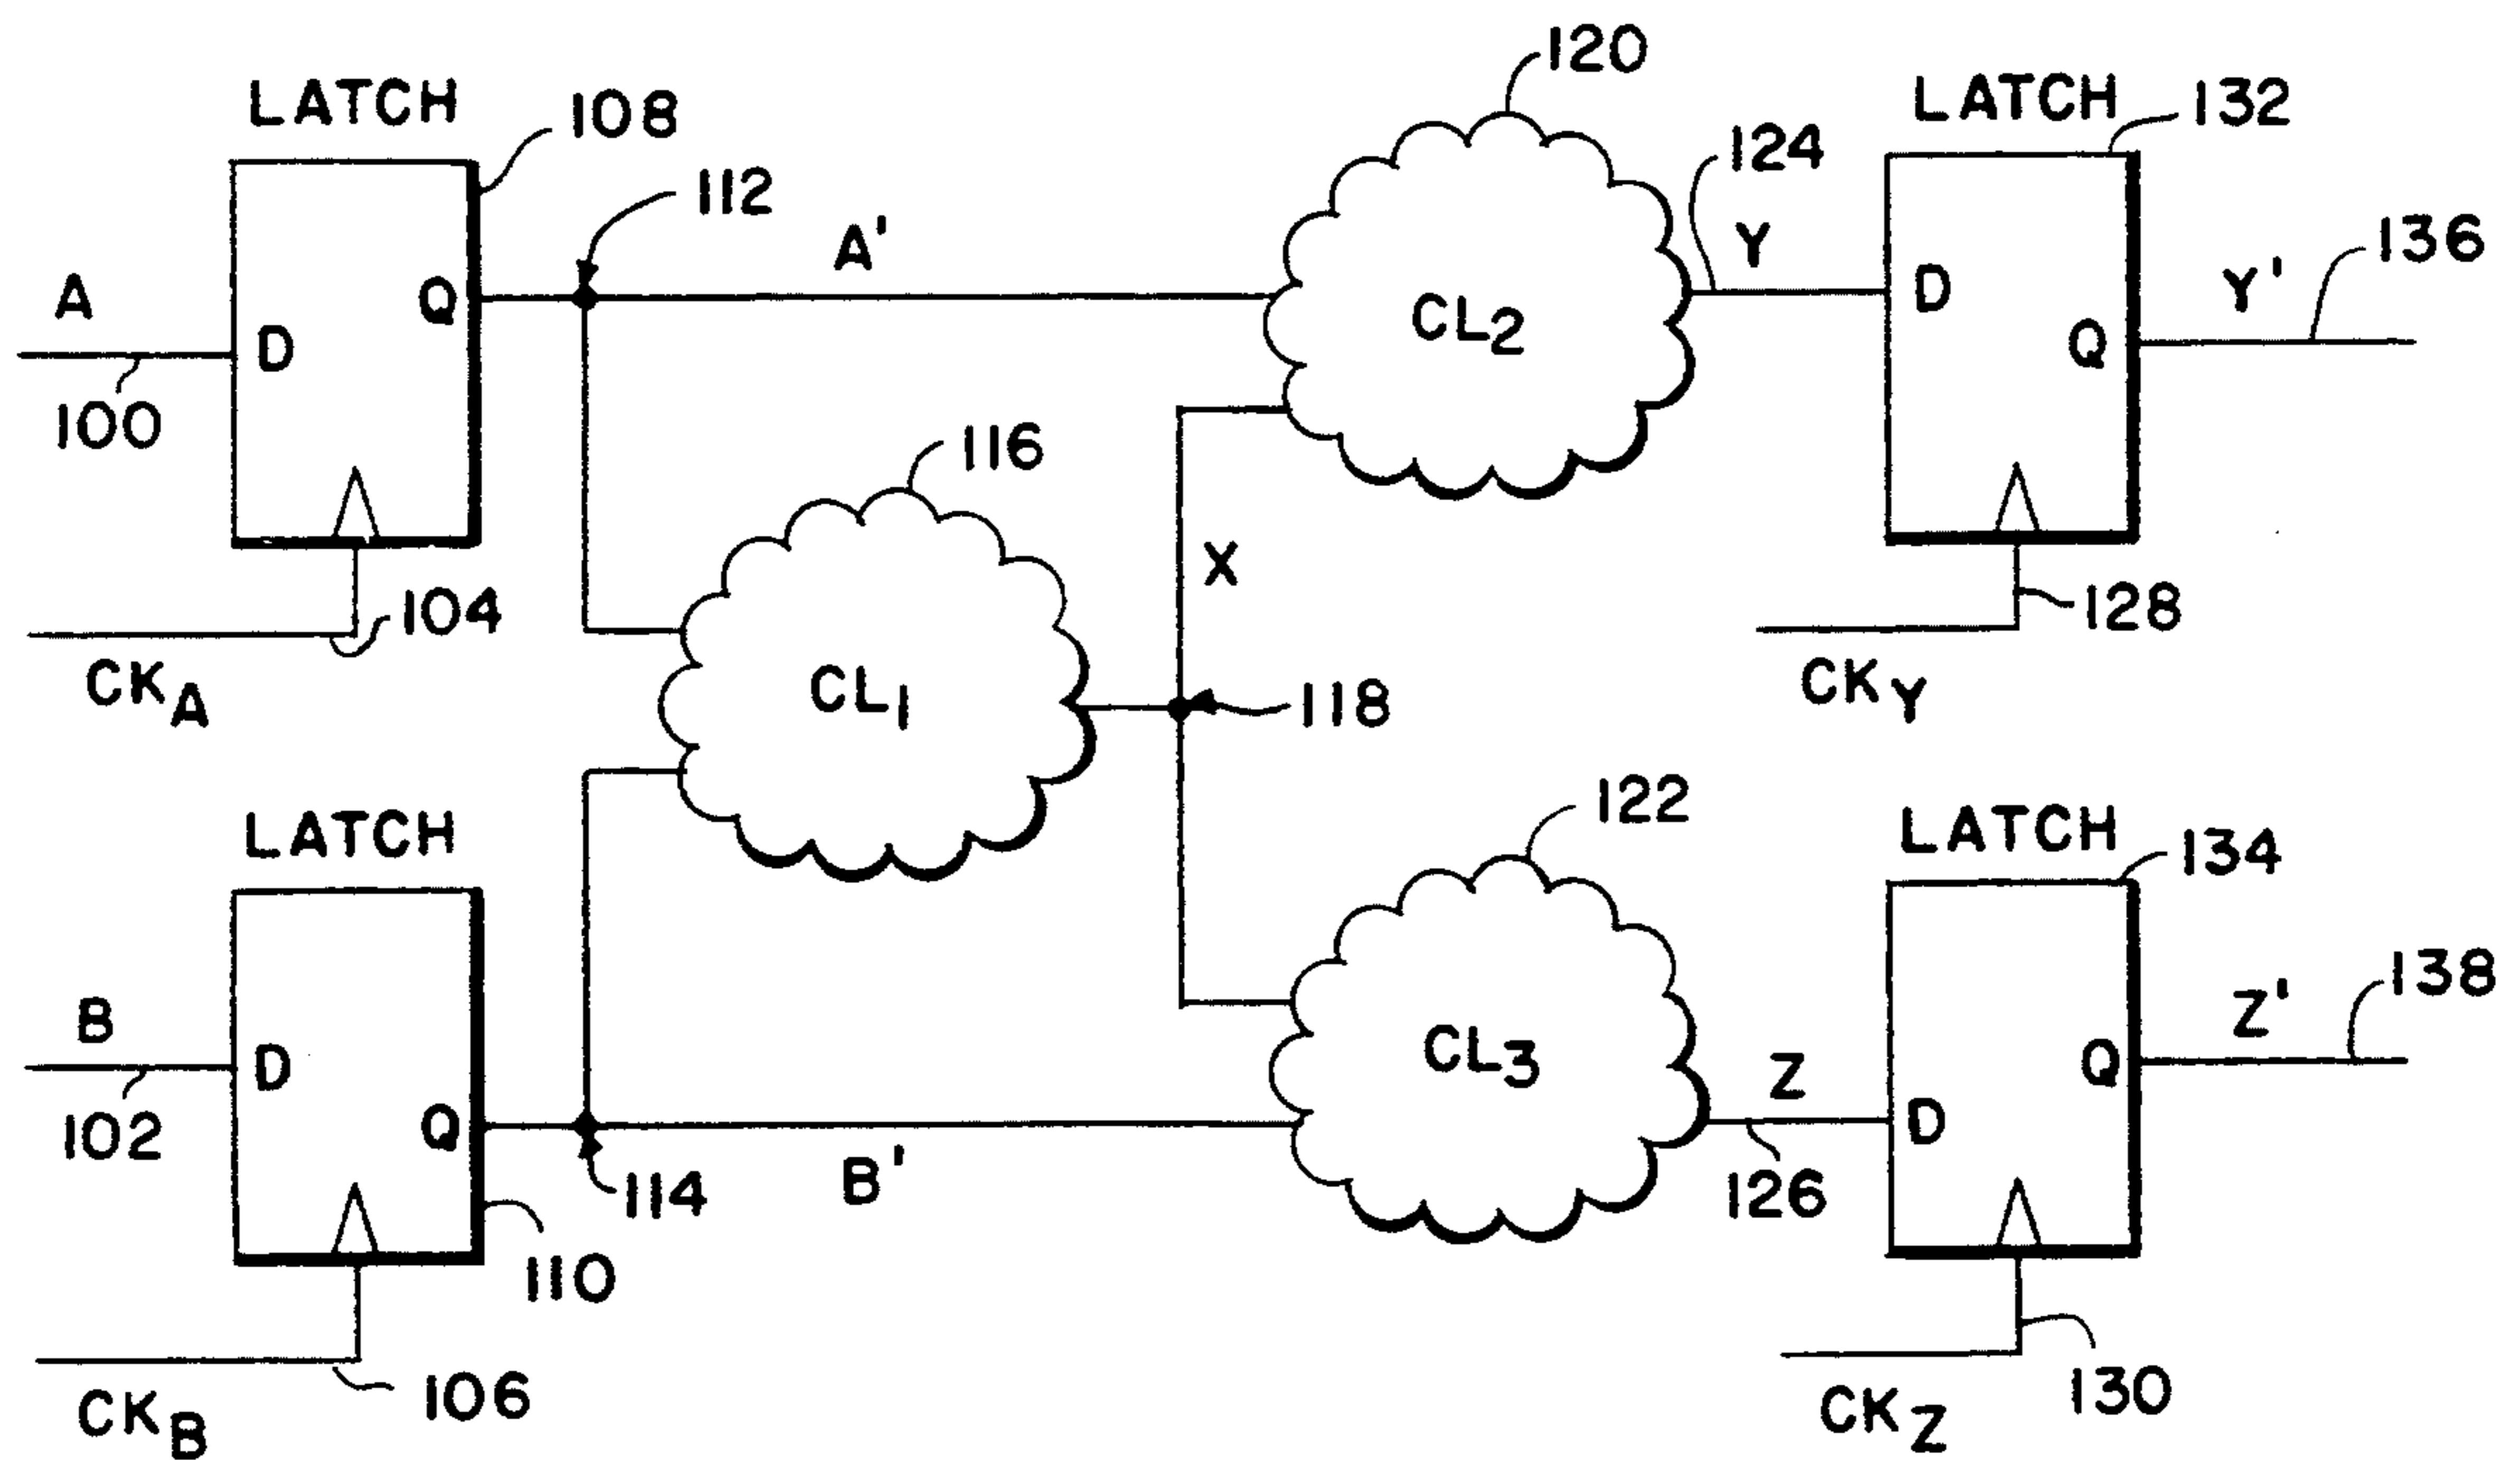 120
LATCH
108
LATCH
132
112
124
A'
Y
136
A
Q
D
Y'
D
CL2
Q
100
116
104
X
128
CKA
CL1
118
CKY
122
LATCH
LATCH
134
B
138
D
CL3
Z
Z'
Q
102
Q
D
114
B'
126
110
106
130
CKB
CKZ